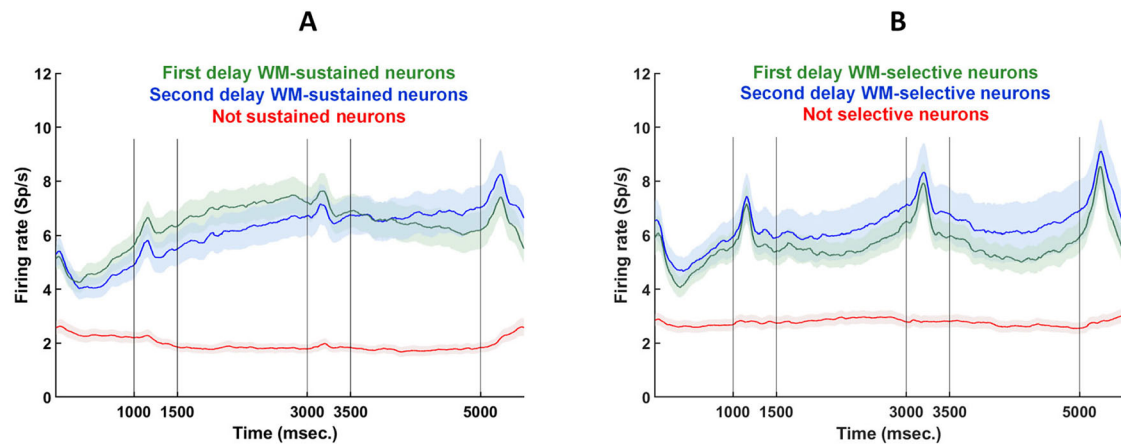 A
12
10
8
6
4
2
0
Firing rate (Sp/s)
First delay WM-sustained neurons
Second delay WM-sustained neurons
Not sustained neurons
1000 1500 3000 3500 5000
Time (msec.)
B
12
10
8
6
4
2
0
Firing rate (Sp/s)
First delay WM-selective neurons
Second delay WM-selective neurons
Not selective neurons
1000 1500 3000 3500 5000
Time (msec.)